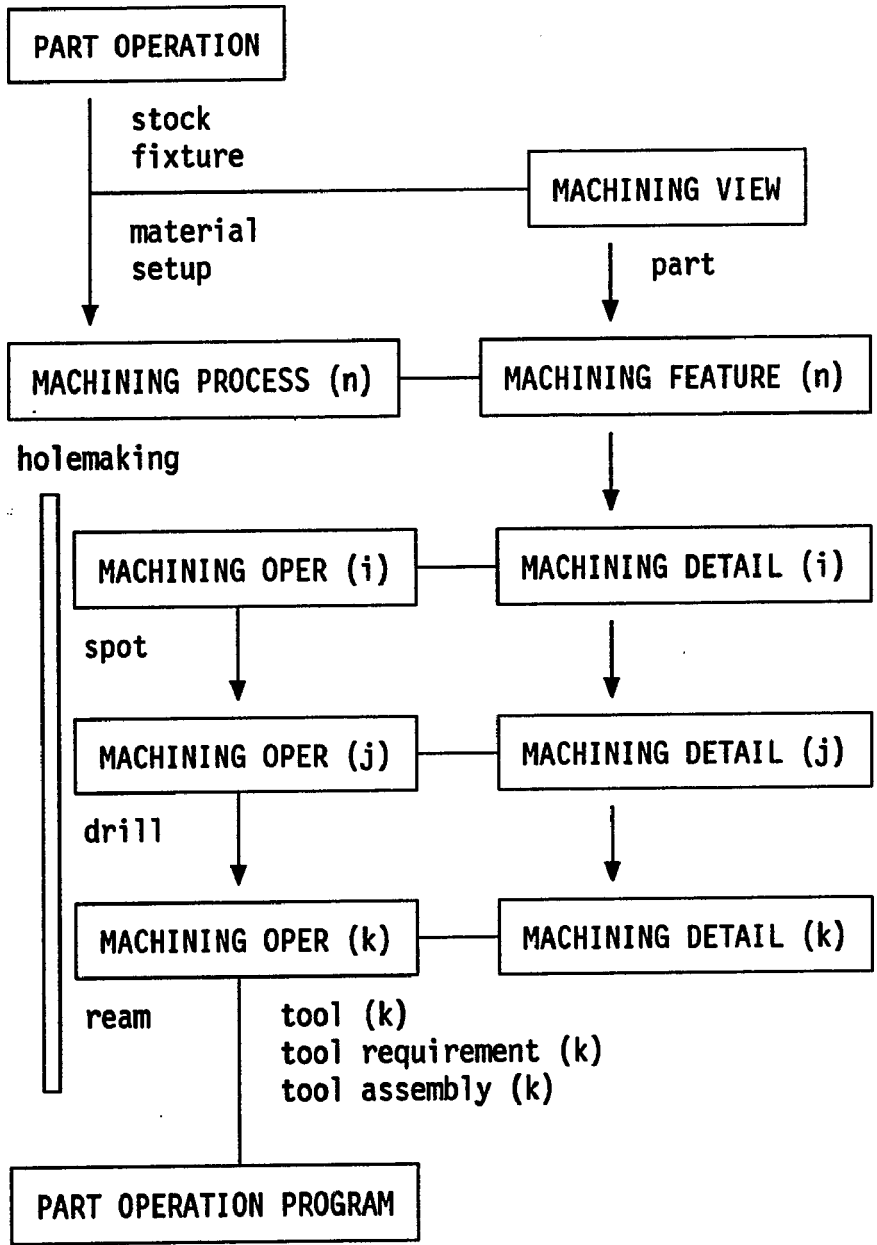 PART OPERATION
stock
fixture
MACHINING VIEW
material
setup
part
MACHINING PROCESS (n)
MACHINING FEATURE (n)
holemaking
MACHINING OPER (i)
MACHINING DETAIL (i)
spot
MACHINING OPER (j)
MACHINING DETAIL (j)
drill
MACHINING OPER (k)
MACHINING DETAIL (k)
ream
tool (k)
tool requirement (k)
tool assembly (k)
PART OPERATION PROGRAM